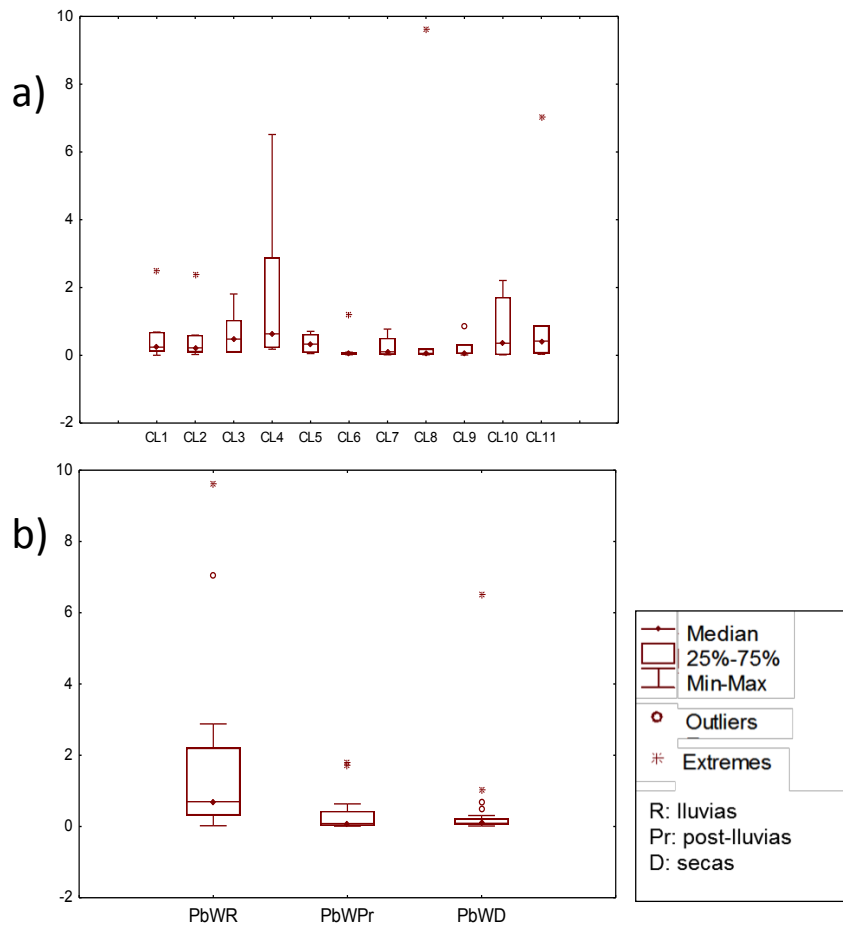 a)
10
8
6
4
2
0
-2
CL1 CL2 CL3 CL4 CL5 CL6 CL7 CL8 CL9 CL10 CL11
b)
10
8
6
4
2
0
-2
PbWR PbWPr PbWD
Median
25%-75%
Min-Max
Outliers
Extremes
R: lluvias
Pr: post-lluvias
D: secas